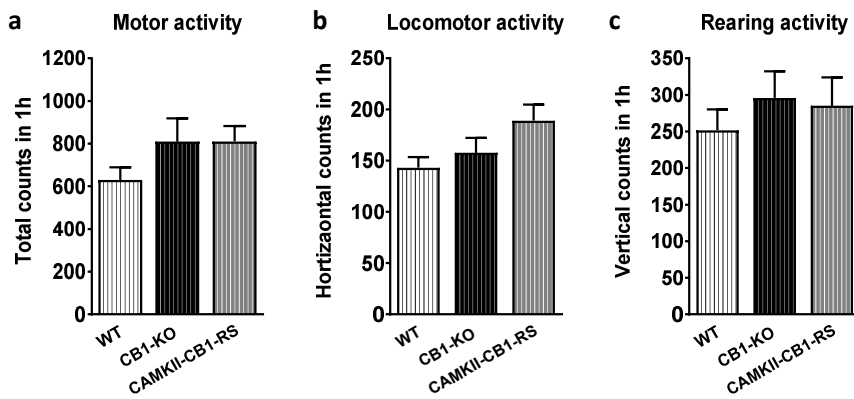 a Motor activity
Total counts in 1h
1200
1000
800
600
400
200
0
WT
CB1-KO
CAMKII-CB1-RS
b Locomotor activity
Hortizaontal counts in 1h
250
200
150
100
50
0
WT
CB1-KO
CAMKII-CB1-RS
c Rearing activity
Vertical counts in 1h
350
300
250
200
150
100
50
0
WT
CB1-KO
CAMKII-CB1-RS